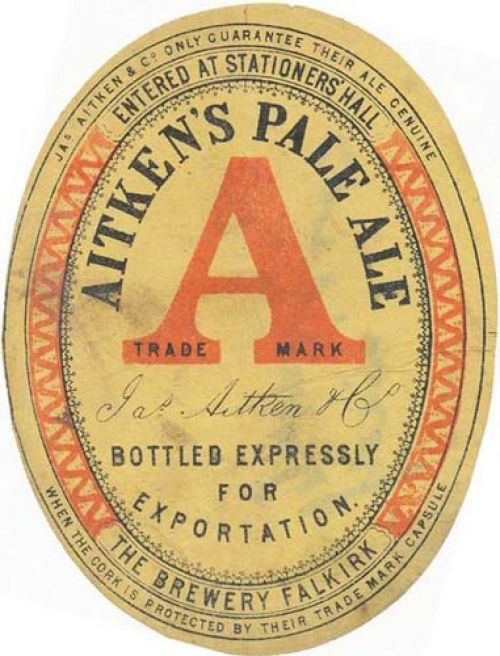 JAS. AITKEN & Co. ONLY GUARANTEE THEIR ALE GENUINE
ENTERED AT STATIONERS' HALL
AITKEN'S PALE ALE
A
TRADE MARK
Jas. Aitken & Co
BOTTLED EXPRESSLY
FOR
EXPORTATION.
THE BREWERY FALKIRK
WHEN THE CORK IS PROTECTED BY THEIR TRADE MARK CAPSULE